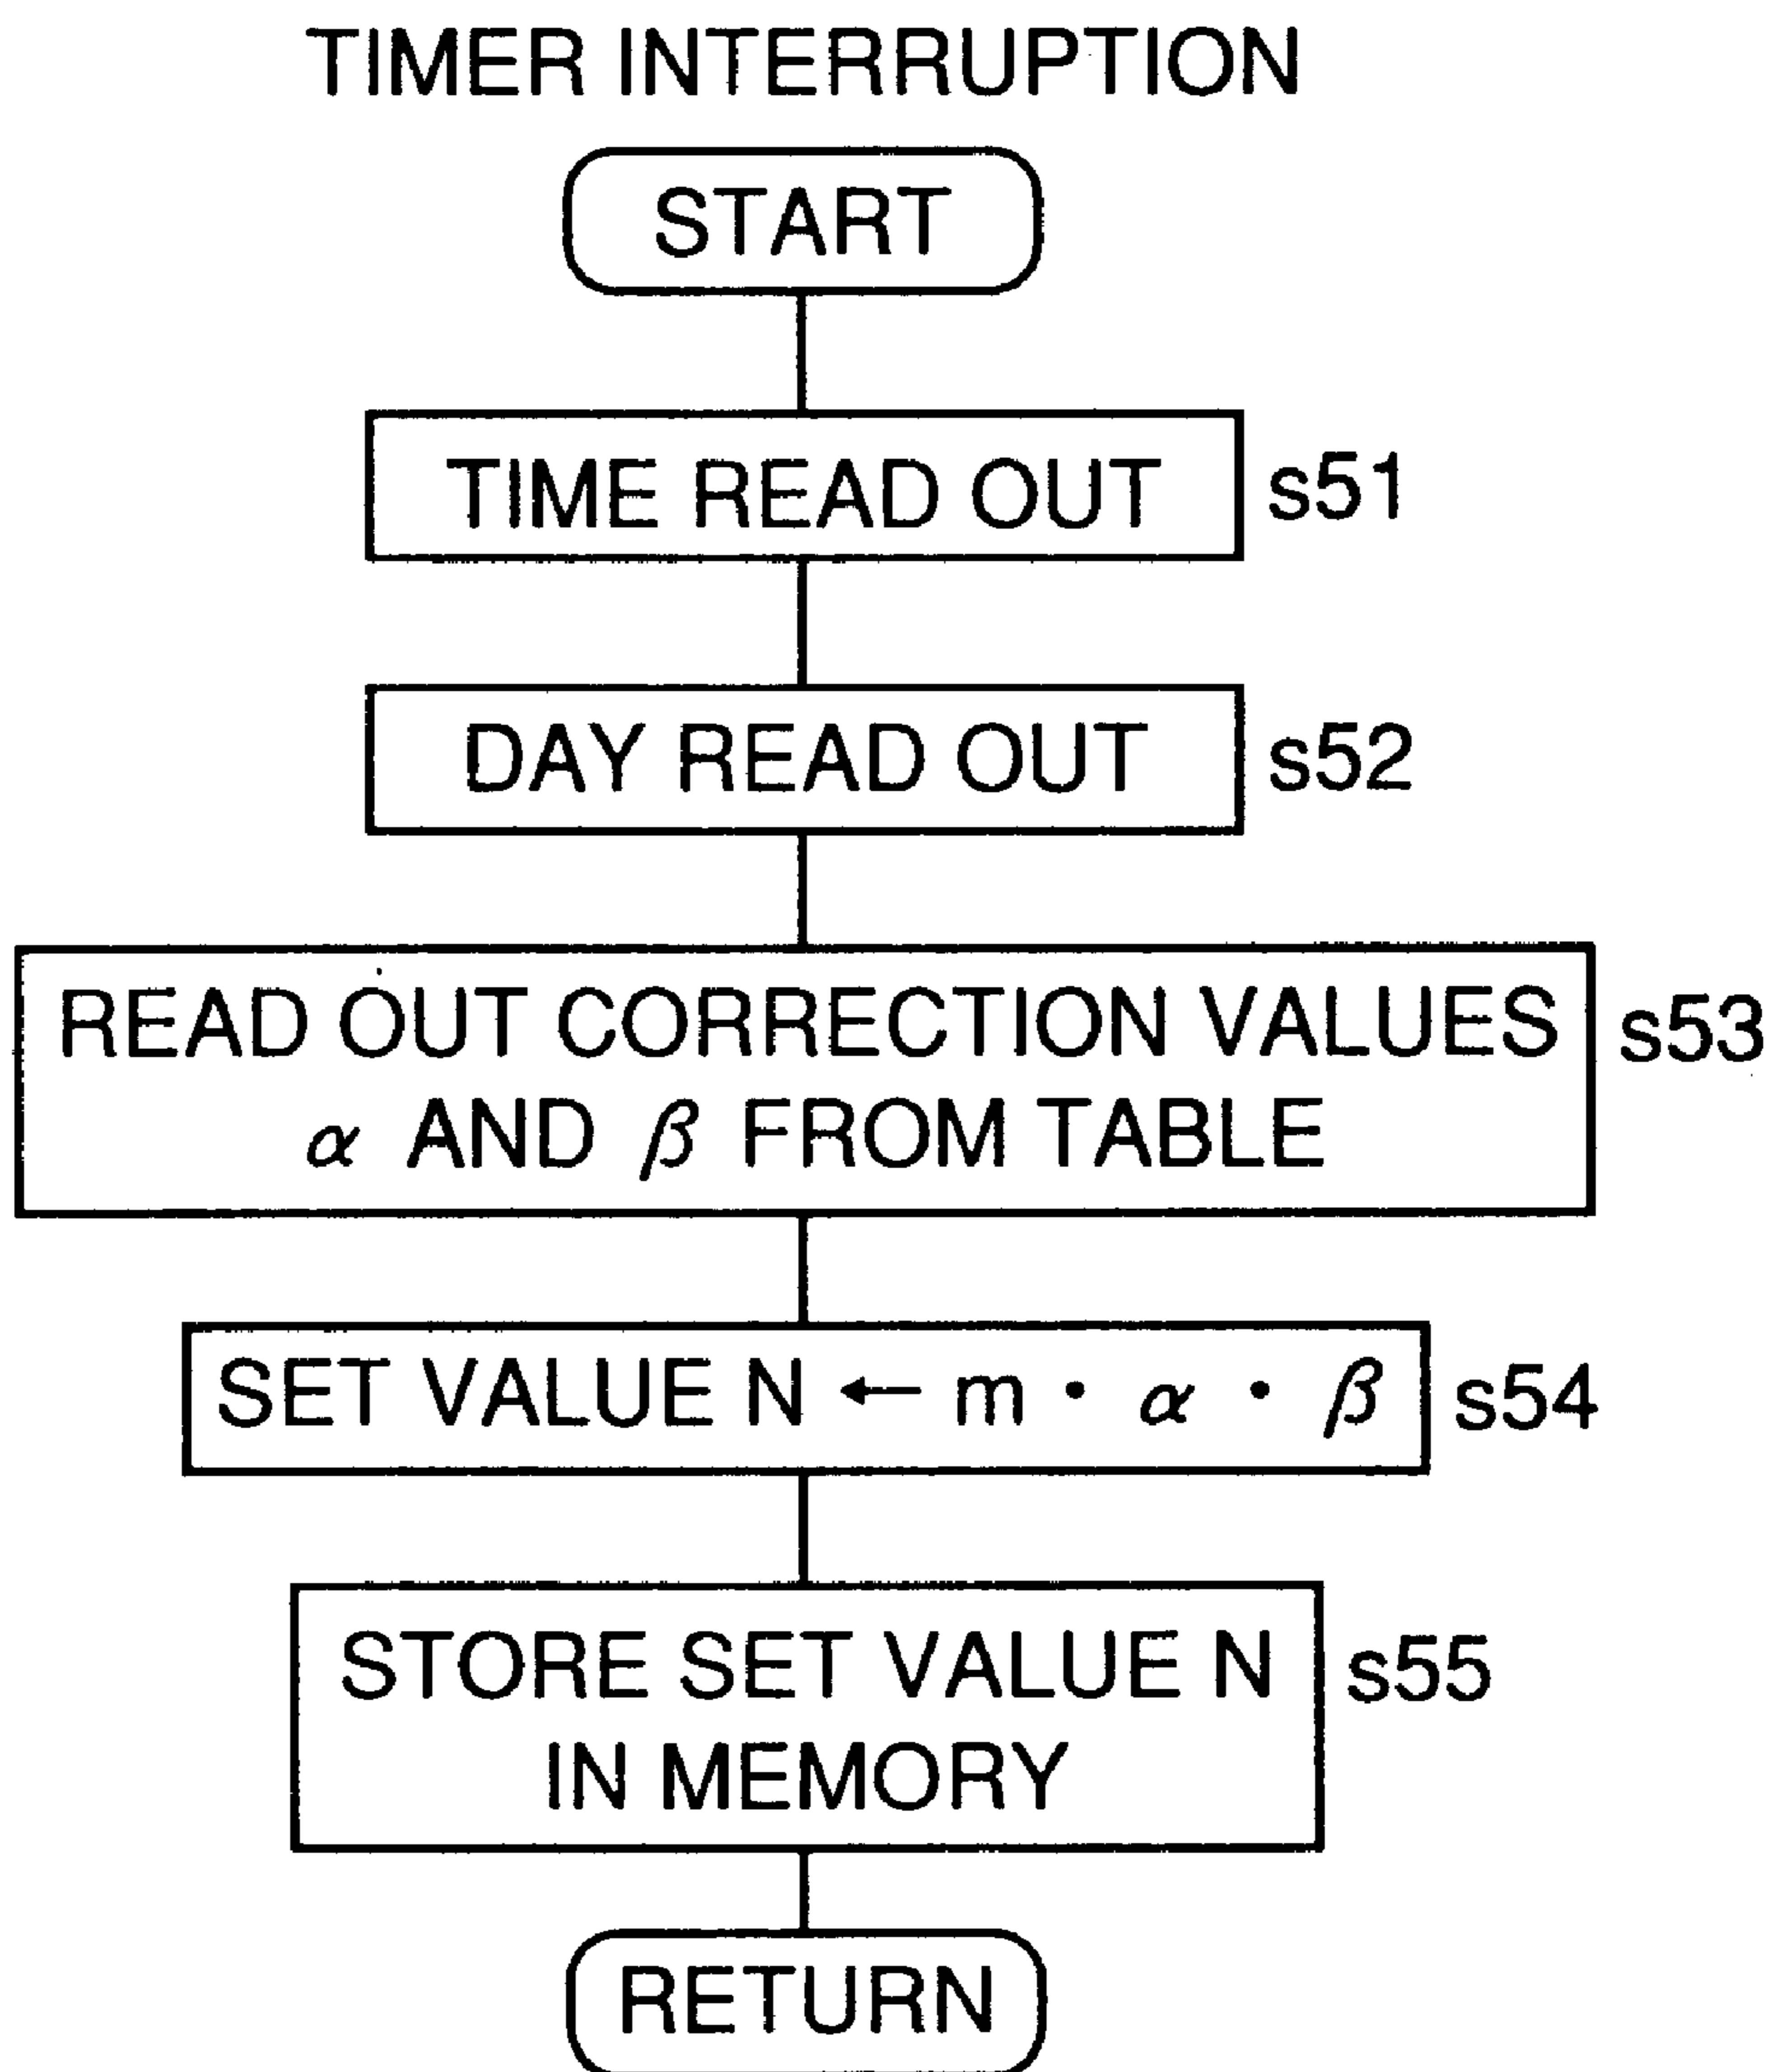 TIMER INTERRUPTION
START
TIME READ OUT s51
DAY READ OUT s52
READ OUT CORRECTION VALUES s53
α AND β FROM TABLE
SET VALUE N ← m · α · β s54
STORE SET VALUE N s55
IN MEMORY
RETURN